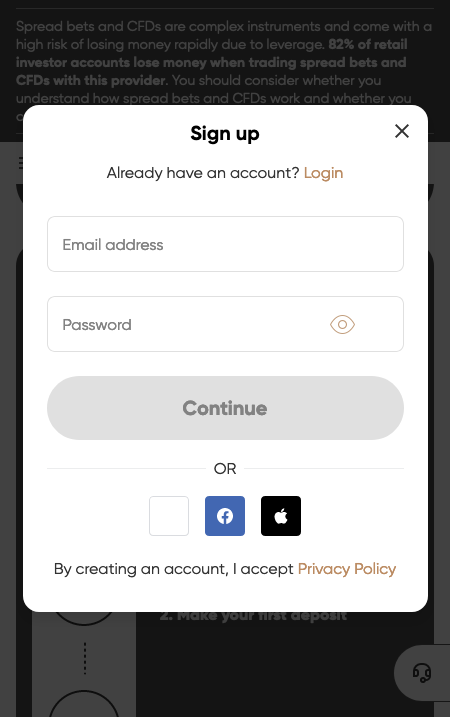 Spread bets and CFDs are complex instruments and come with a
high risk of losing money rapidly due to leverage. 82% of retail
investor accounts lose money when trading spread bets and
CFDs with this provider. You should consider whether you
understand how spread bets and CFDs work and whether you
Sign up
Already have an account? Login
Email address
Password
Continue
OR
By creating an account, I accept Privacy Policy
2. Make your first deposit